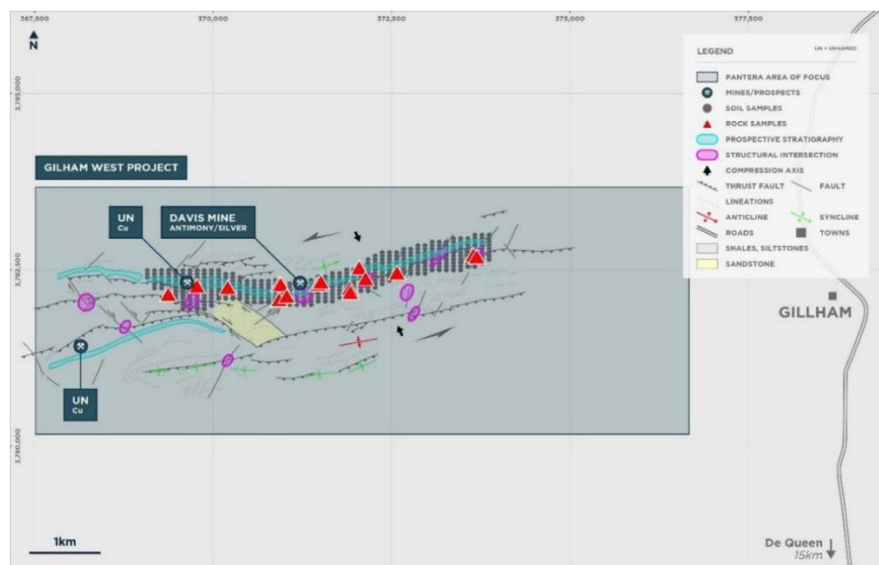 367,500
370,000
372,500
375,000
377,500
N
3,785,000
3,782,500
3,780,000
LEGEND
UN = UNNAMED
PANTERA AREA OF FOCUS
MINES/PROSPECTS
SOIL SAMPLES
ROCK SAMPLES
PROSPECTIVE STRATIGRAPHY
STRUCTURAL INTERSECTION
COMPRESSION AXIS
THRUST FAULT
FAULT
LINEATIONS
ANTICLINE
SYNCLINE
ROADS
TOWNS
SHALES, SILTSTONES
SANDSTONE
GILHAM WEST PROJECT
UN
Cu
DAVIS MINE
ANTIMONY/SILVER
UN
Cu
GILLHAM
1km
De Queen
15km